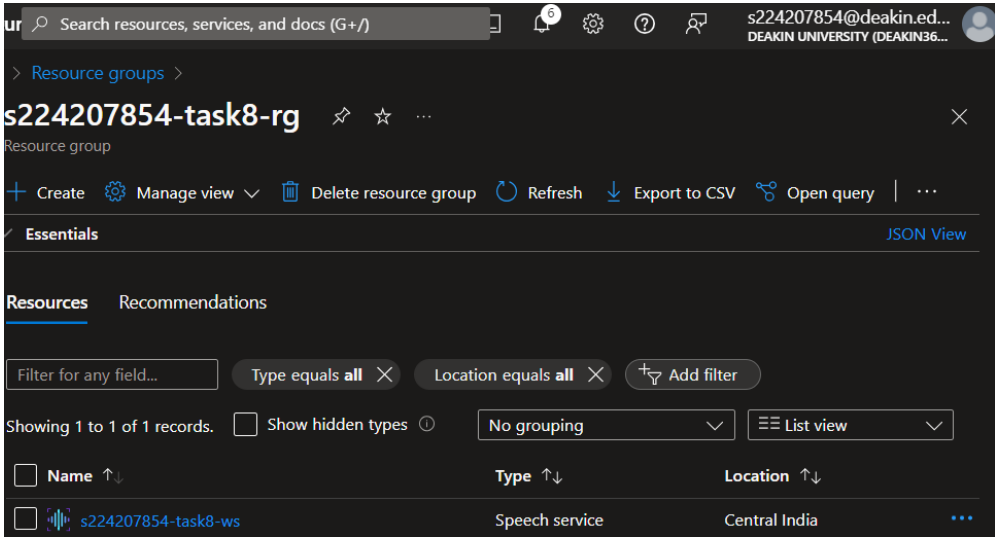 ur Search resources, services, and docs (G+/) 6 s224207854@deakin.ed...
DEAKIN UNIVERSITY (DEAKIN36...
> Resource groups >
s224207854-task8-rg ...
Resource group
+ Create Manage view Delete resource group Refresh Export to CSV Open query ...
Essentials JSON View
Resources Recommendations
Filter for any field... Type equals all Location equals all Add filter
Showing 1 to 1 of 1 records. Show hidden types No grouping List view
Name Type Location
s224207854-task8-ws Speech service Central India ...